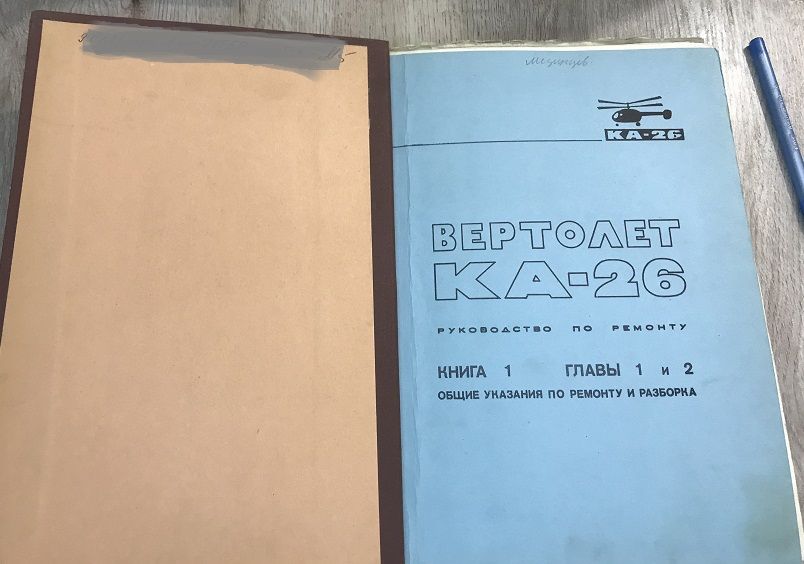 КА-26
ВЕРТОЛЕТ
КА-26
РУКОВОДСТВО ПО РЕМОНТУ
КНИГА 1 ГЛАВЫ 1 и 2
ОБЩИЕ УКАЗАНИЯ ПО РЕМОНТУ И РАЗБОРКА